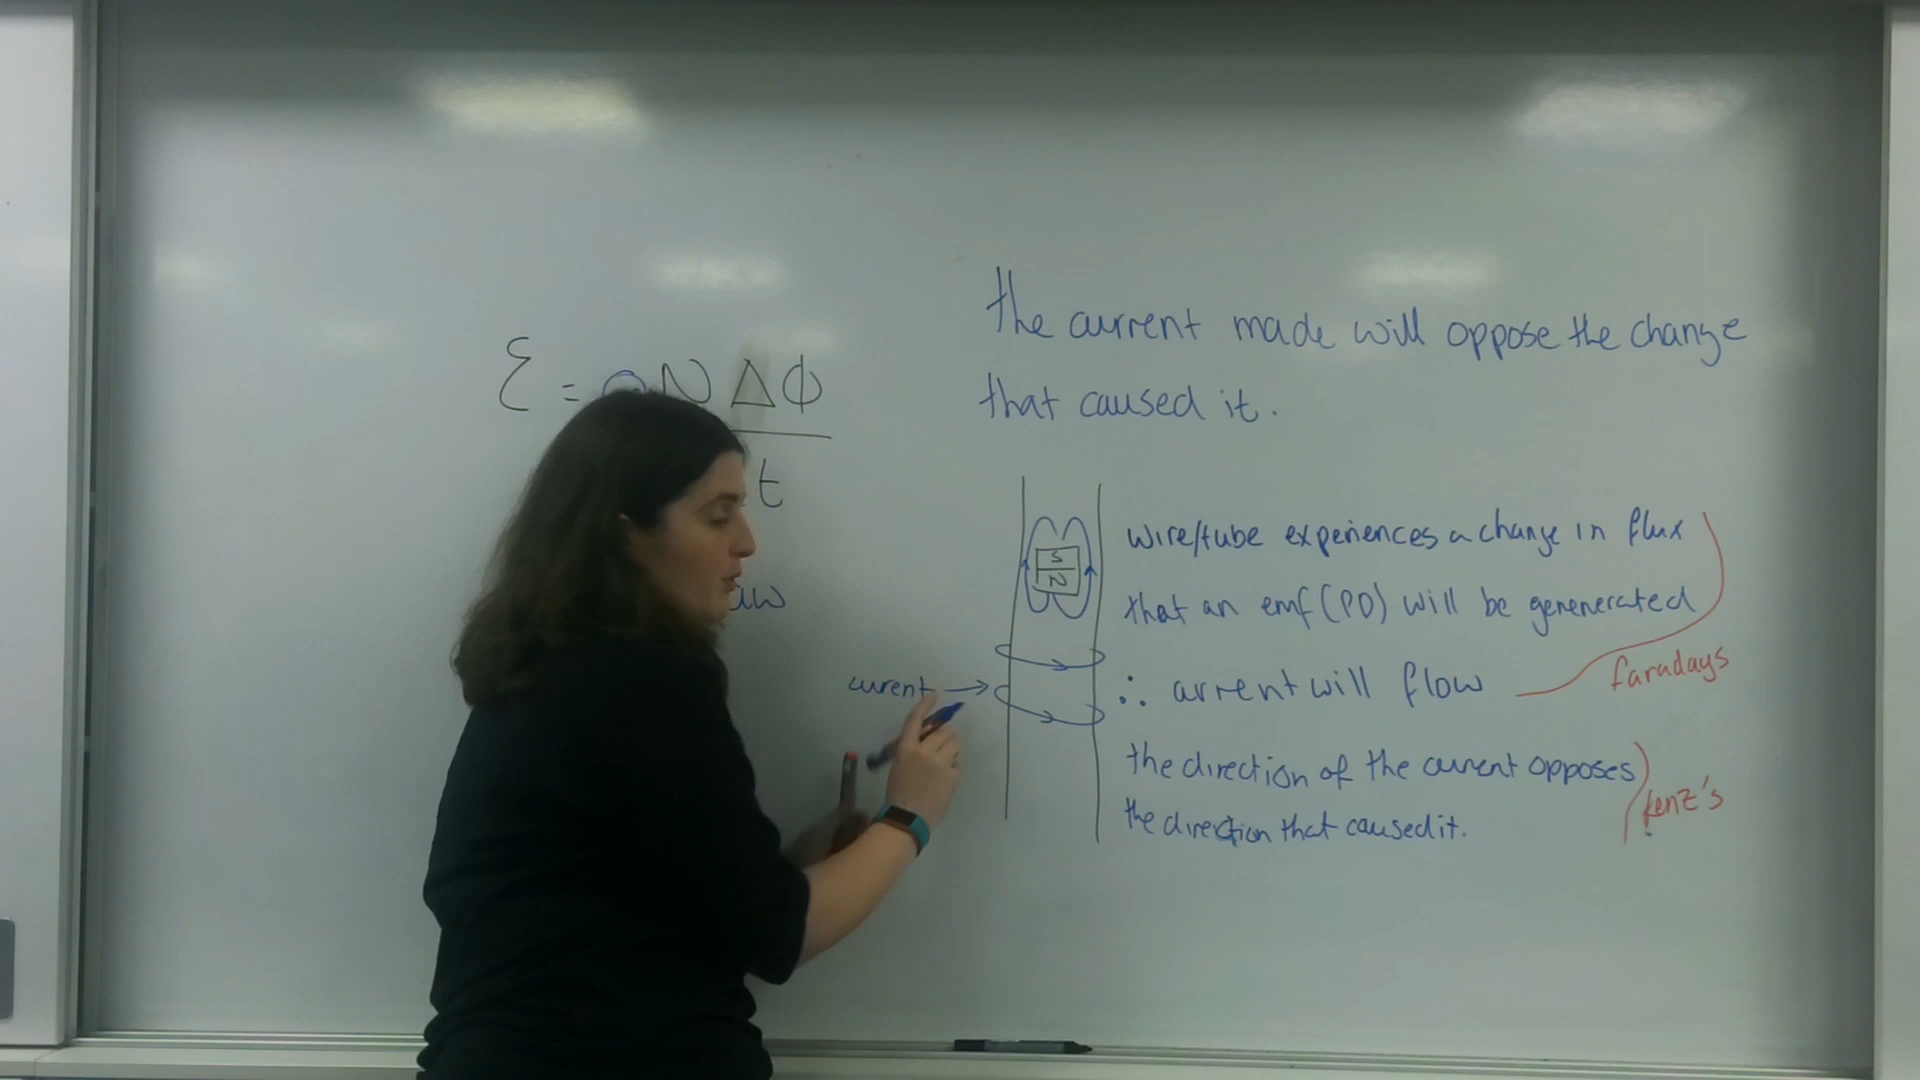 the current made will oppose the change
that caused it.
ε = N ΔΦ
t
S
N
wire/tube experiences a change in flux
that an emf (PD) will be genenerated
∴ current will flow
faradays
current →
the direction of the current opposes
the direction that caused it.
Lenz's